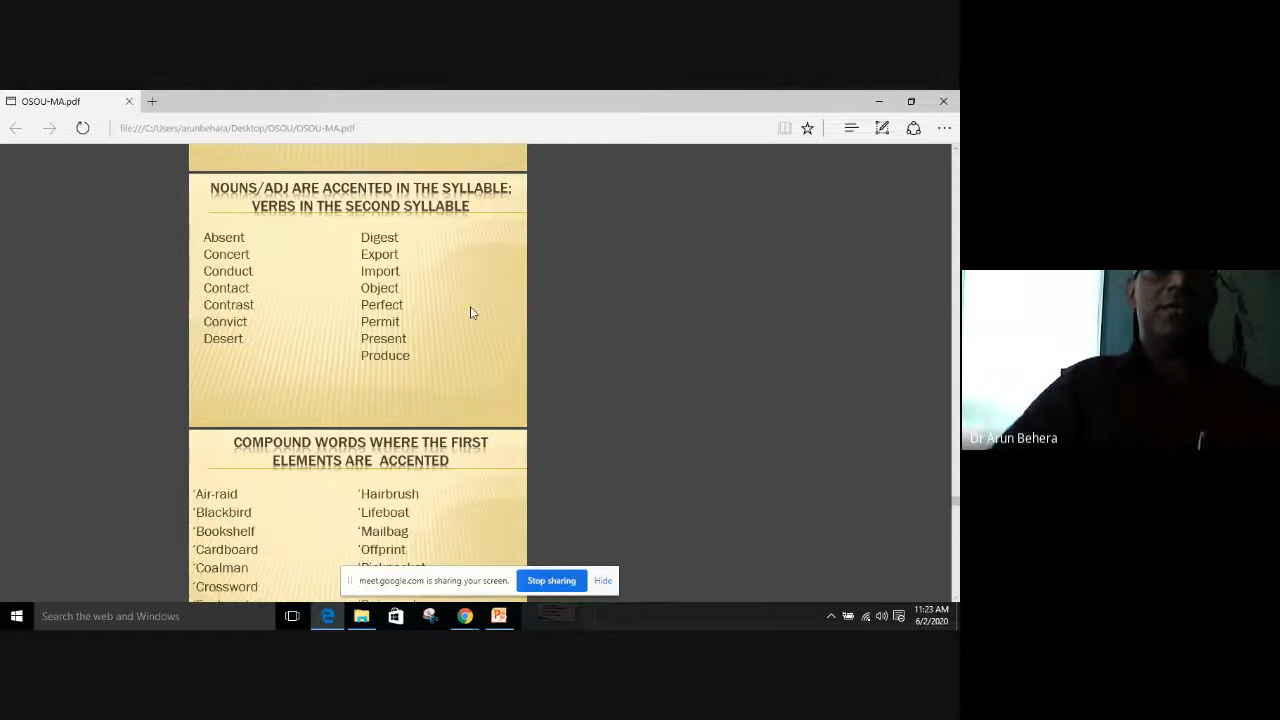 OSOU-MA.pdf
file:///C:/Users/arunbehara/Desktop/OSOU/OSOU-MA.pdf
NOUNS/ADJ ARE ACCENTED IN THE SYLLABLE;
VERBS IN THE SECOND SYLLABLE
Absent
Concert
Conduct
Contact
Contrast
Convict
Desert
Digest
Export
Import
Object
Perfect
Permit
Present
Produce
COMPOUND WORDS WHERE THE FIRST
ELEMENTS ARE ACCENTED
'Air-raid
'Blackbird
'Bookshelf
'Cardboard
'Coalman
'Crossword
'Hairbrush
'Lifeboat
'Mailbag
'Offprint
meet.google.com is sharing your screen.
Stop sharing
Hide
Dr Arun Behera
Search the web and Windows
11:23 AM
6/2/2020